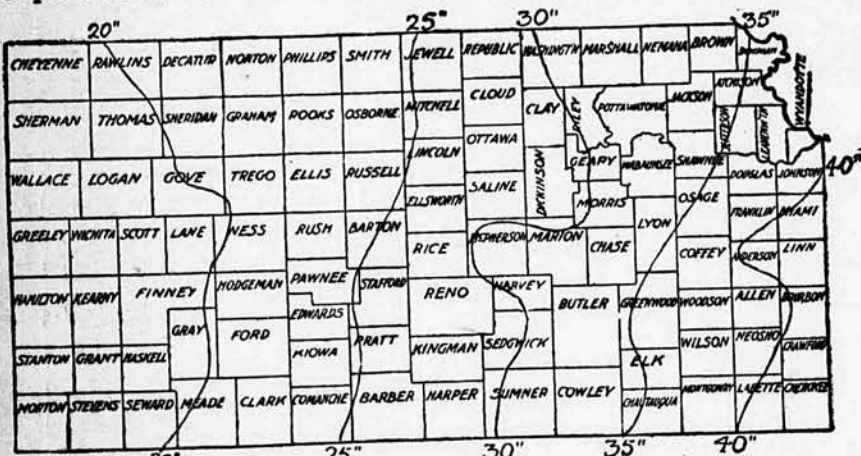 20" 25" 30" 35"
CHEYENNE RAWLINS DECATUR NORTON PHILLIPS SMITH JEWELL REPUBLIC WASHINGTON MARSHALL NEMAHA BROWN DONIPHAN
SHERMAN THOMAS SHERIDAN GRAHAM ROOKS OSBORNE MITCHELL CLOUD CLAY RILEY POTTAWATOMIE JACKSON ATCHISON
JEFFERSON LEAVENWORTH WYANDOTTE
LINCOLN OTTAWA
WALLACE LOGAN GOVE TREGO ELLIS RUSSELL ELLSWORTH SALINE DICKINSON GEARY WABAUNSEE SHAWNEE DOUGLAS JOHNSON 40"
MORRIS OSAGE FRANKLIN MIAMI
GREELEY WICHITA SCOTT LANE NESS RUSH BARTON RICE MCPHERSON MARION CHASE LYON COFFEY ANDERSON LINN
HAMILTON KEARNY FINNEY HODGEMAN PAWNEE STAFFORD RENO HARVEY BUTLER GREENWOOD WOODSON ALLEN BOURBON
GRAY FORD EDWARDS
STANTON GRANT HASKELL KIOWA PRATT KINGMAN SEDGWICK ELK WILSON NEOSHO CRAWFORD
MORTON STEVENS SEWARD MEADE CLARK COMANCHE BARBER HARPER SUMNER COWLEY CHAUTAUQUA MONTGOMERY LABETTE CHEROKEE
20" 25" 30" 35" 40"